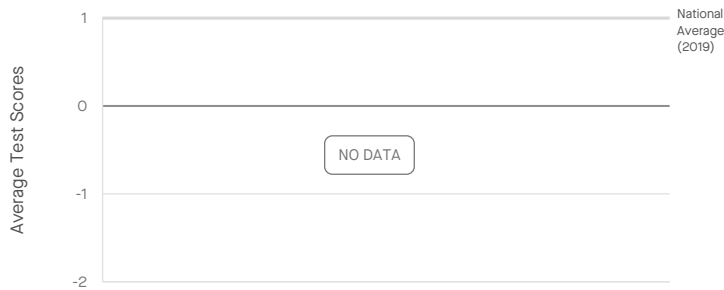 Average Test Scores
1
0
-1
-2
National
Average
(2019)
NO DATA